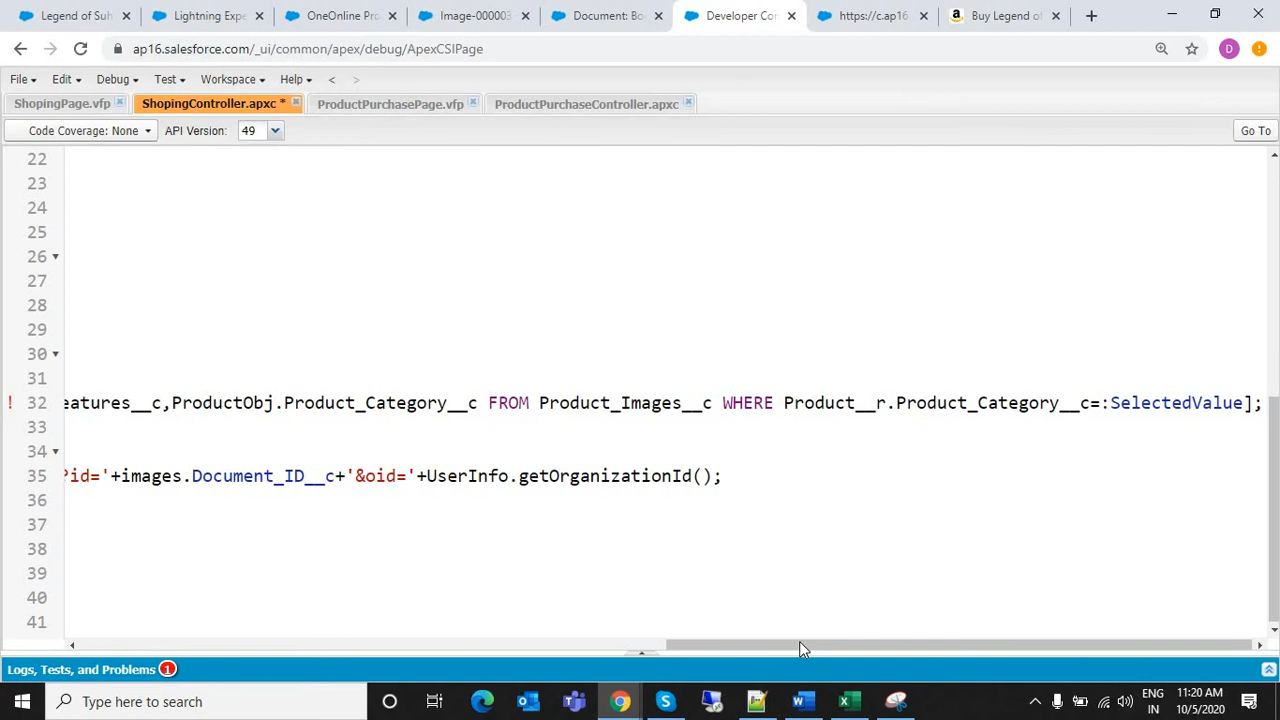 Legend of Suh
Lightning Expe
OneOnline Pro
Image-000003
Document: Bo
Developer Con
https://c.ap16
Buy Legend of
ap16.salesforce.com/_ui/common/apex/debug/ApexCSIPage
D
File Edit Debug Test Workspace Help < >
ShopingPage.vfp
ShopingController.apxc *
ProductPurchasePage.vfp
ProductPurchaseController.apxc
Code Coverage: None
API Version: 49
Go To
22
23
24
25
26
27
28
29
30
31
! 32 eatures__c,ProductObj.Product_Category__c FROM Product_Images__c WHERE Product__r.Product_Category__c=:SelectedValue];
33
34
35 ?id='+images.Document_ID__c+'&oid='+UserInfo.getOrganizationId();
36
37
38
39
40
41
Logs, Tests, and Problems 1
Type here to search
ENG
IN
11:20 AM
10/5/2020